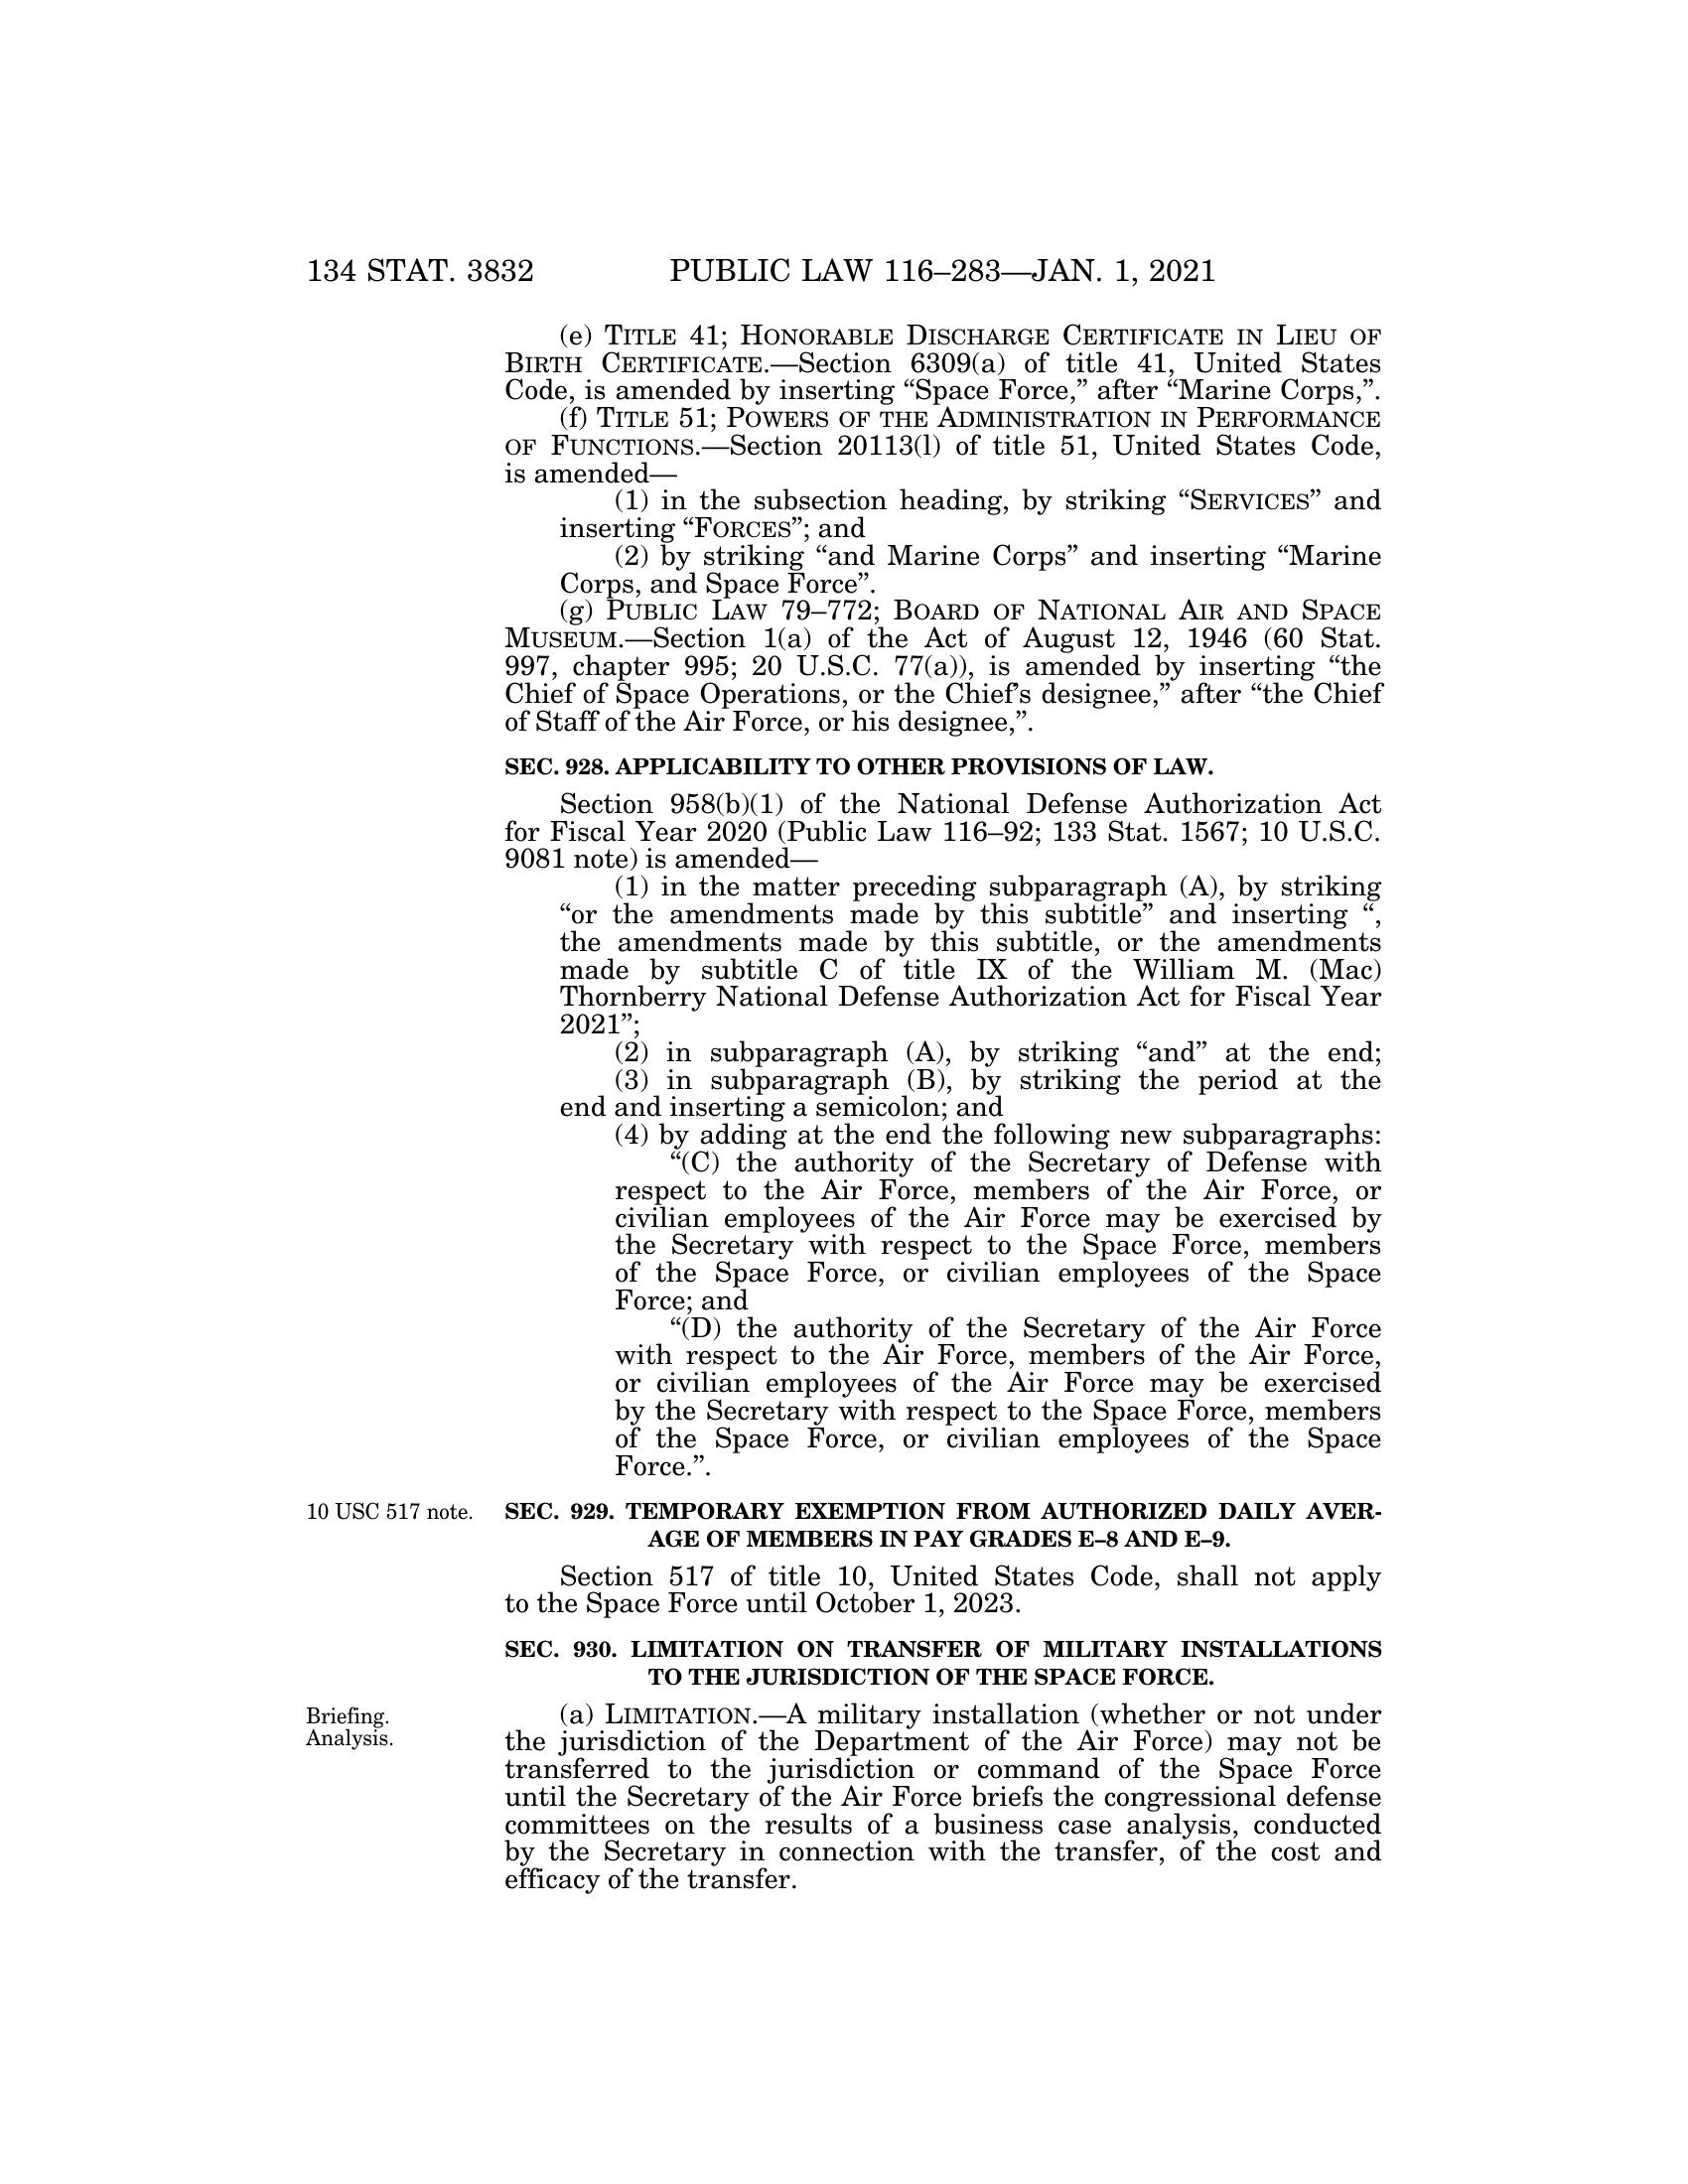 134 STAT. 3832 PUBLIC LAW 116–283—JAN. 1, 2021
(e) TITLE 41; HONORABLE DISCHARGE CERTIFICATE IN LIEU OF
BIRTH CERTIFICATE.—Section 6309(a) of title 41, United States
Code, is amended by inserting “Space Force,” after “Marine Corps,”.
(f) TITLE 51; POWERS OF THE ADMINISTRATION IN PERFORMANCE
OF FUNCTIONS.—Section 20113(l) of title 51, United States Code,
is amended—
(1) in the subsection heading, by striking “SERVICES” and
inserting “FORCES”; and
(2) by striking “and Marine Corps” and inserting “Marine
Corps, and Space Force”.
(g) PUBLIC LAW 79–772; BOARD OF NATIONAL AIR AND SPACE
MUSEUM.—Section 1(a) of the Act of August 12, 1946 (60 Stat.
997, chapter 995; 20 U.S.C. 77(a)), is amended by inserting “the
Chief of Space Operations, or the Chief’s designee,” after “the Chief
of Staff of the Air Force, or his designee,”.
SEC. 928. APPLICABILITY TO OTHER PROVISIONS OF LAW.
Section 958(b)(1) of the National Defense Authorization Act
for Fiscal Year 2020 (Public Law 116–92; 133 Stat. 1567; 10 U.S.C.
9081 note) is amended—
(1) in the matter preceding subparagraph (A), by striking
“or the amendments made by this subtitle” and inserting “,
the amendments made by this subtitle, or the amendments
made by subtitle C of title IX of the William M. (Mac)
Thornberry National Defense Authorization Act for Fiscal Year
2021”;
(2) in subparagraph (A), by striking “and” at the end;
(3) in subparagraph (B), by striking the period at the
end and inserting a semicolon; and
(4) by adding at the end the following new subparagraphs:
“(C) the authority of the Secretary of Defense with
respect to the Air Force, members of the Air Force, or
civilian employees of the Air Force may be exercised by
the Secretary with respect to the Space Force, members
of the Space Force, or civilian employees of the Space
Force; and
“(D) the authority of the Secretary of the Air Force
with respect to the Air Force, members of the Air Force,
or civilian employees of the Air Force may be exercised
by the Secretary with respect to the Space Force, members
of the Space Force, or civilian employees of the Space
Force.”.
10 USC 517 note.
SEC. 929. TEMPORARY EXEMPTION FROM AUTHORIZED DAILY AVER-
AGE OF MEMBERS IN PAY GRADES E–8 AND E–9.
Section 517 of title 10, United States Code, shall not apply
to the Space Force until October 1, 2023.
SEC. 930. LIMITATION ON TRANSFER OF MILITARY INSTALLATIONS
TO THE JURISDICTION OF THE SPACE FORCE.
Briefing.
Analysis.
(a) LIMITATION.—A military installation (whether or not under
the jurisdiction of the Department of the Air Force) may not be
transferred to the jurisdiction or command of the Space Force
until the Secretary of the Air Force briefs the congressional defense
committees on the results of a business case analysis, conducted
by the Secretary in connection with the transfer, of the cost and
efficacy of the transfer.